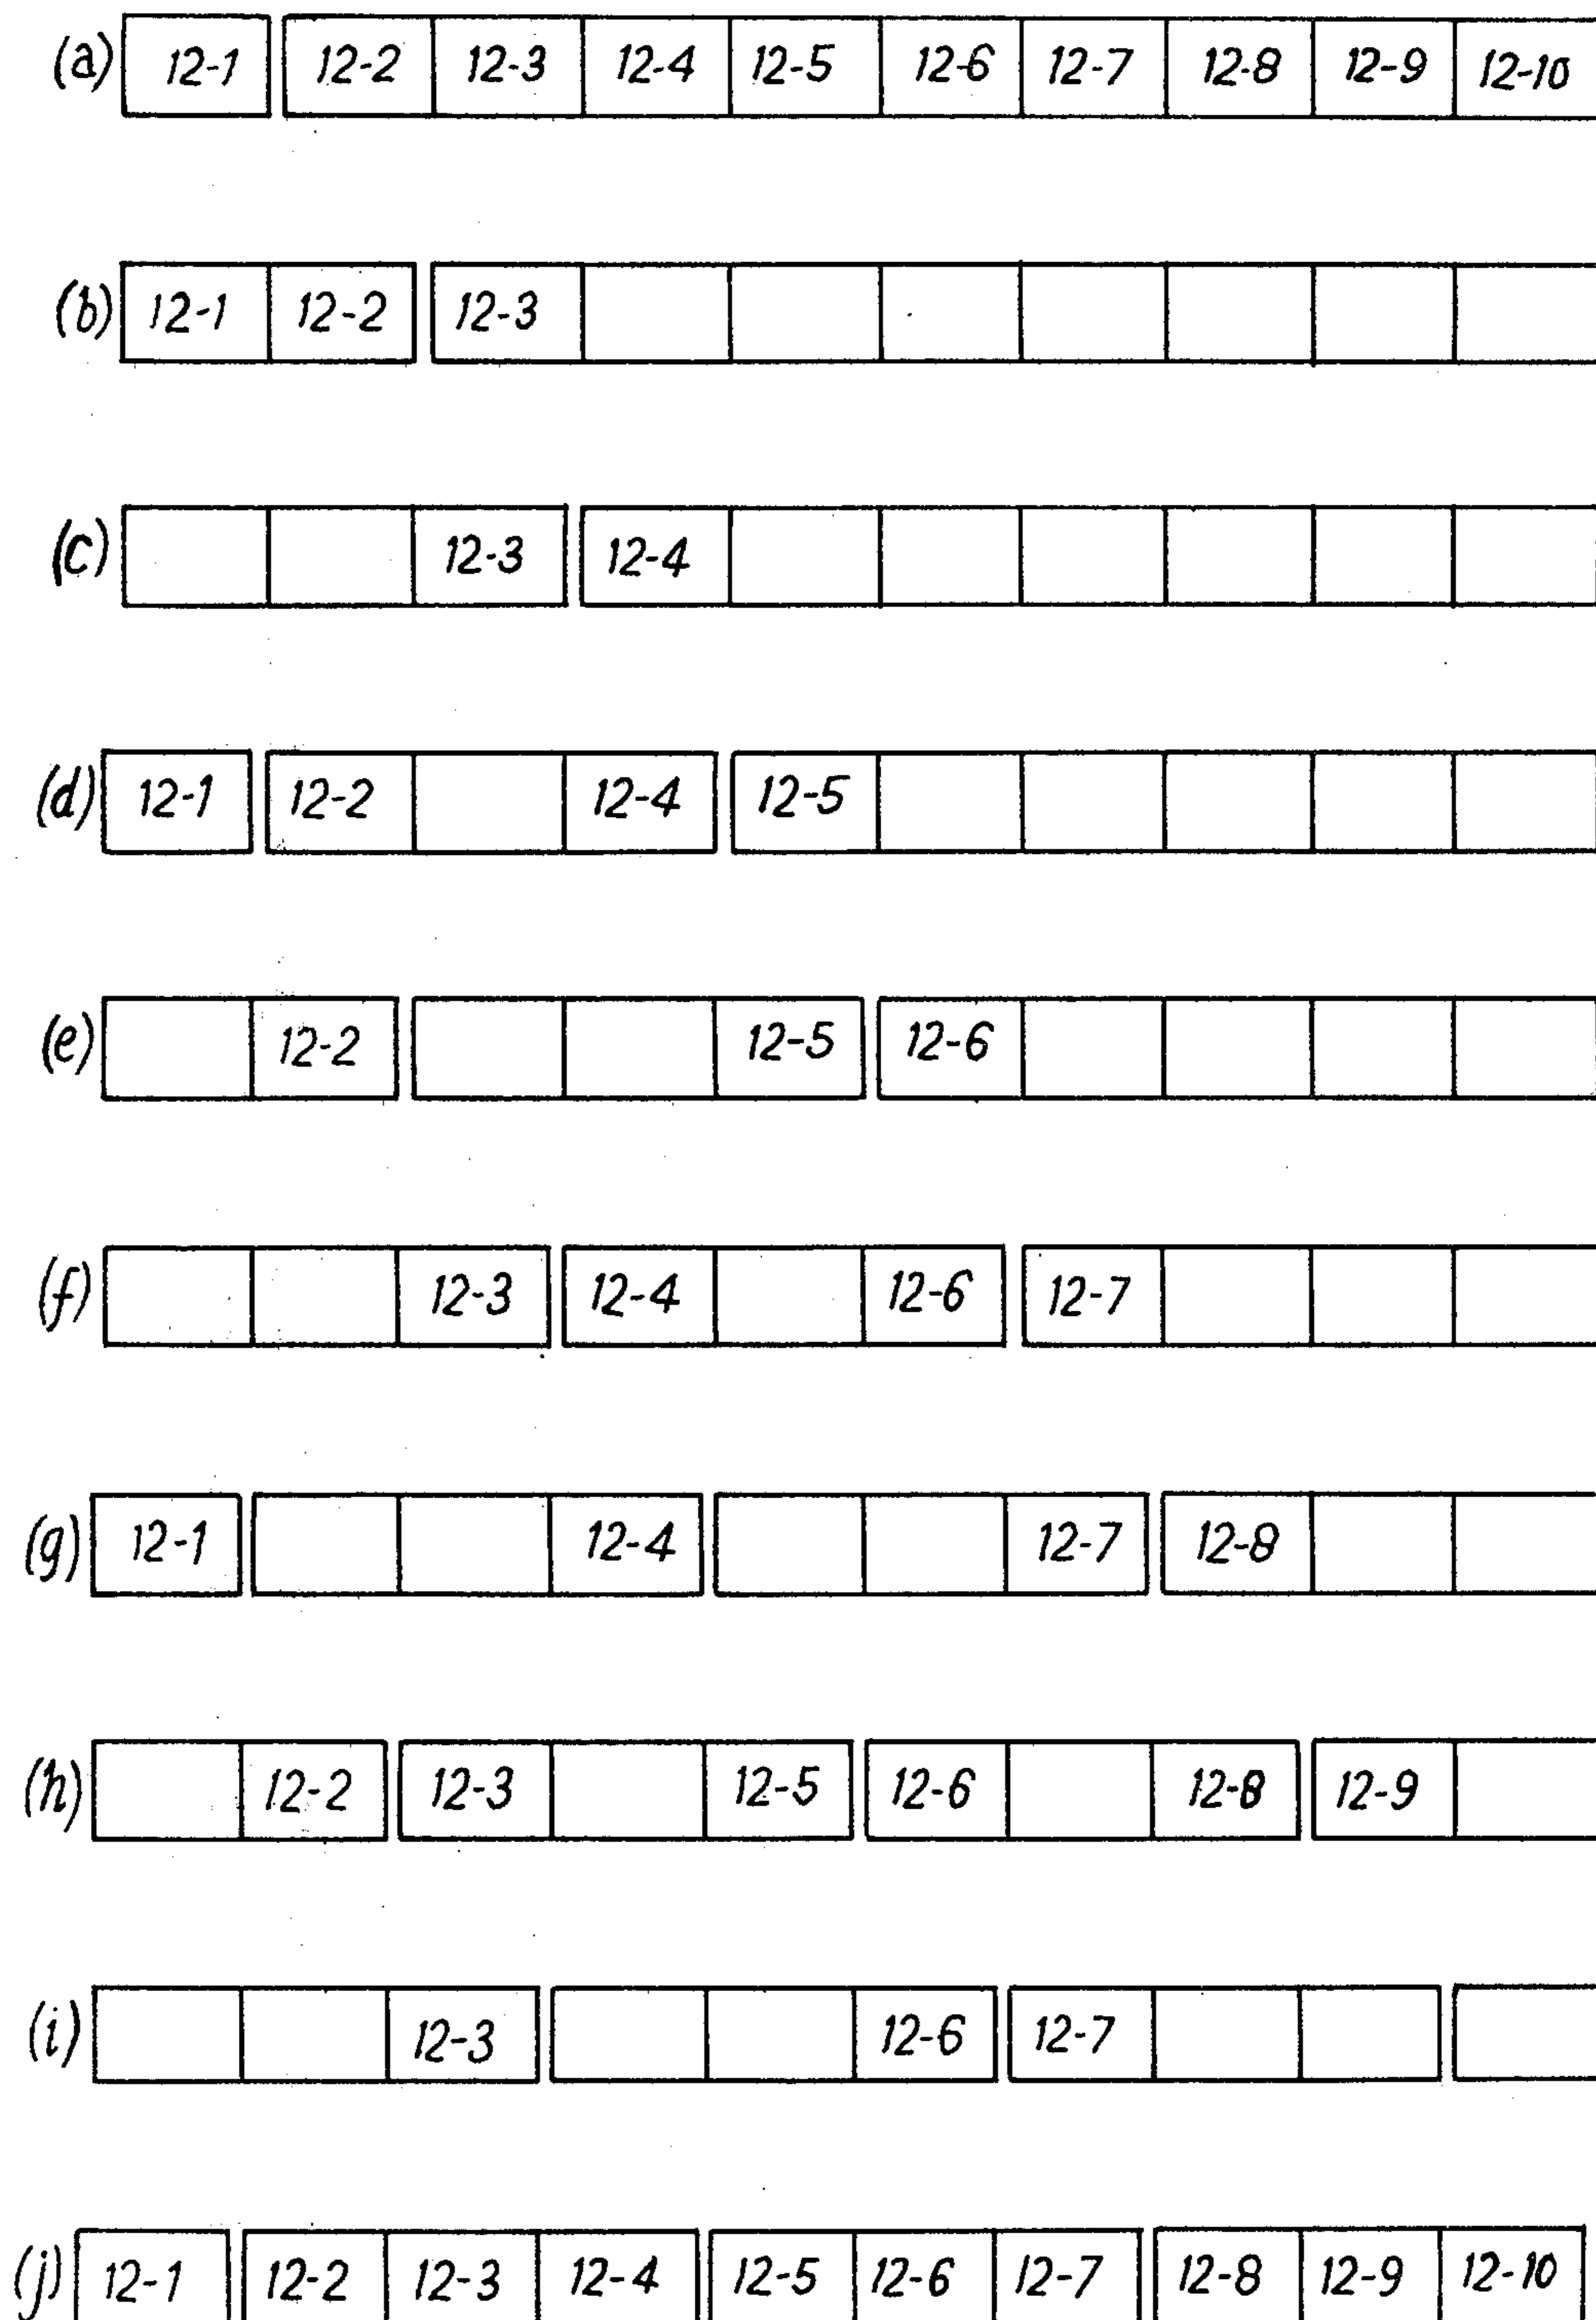 (a) 12-1 12-2 12-3 12-4 12-5 12-6 12-7 12-8 12-9 12-10
(b) 12-1 12-2 12-3
(c) 12-3 12-4
(d) 12-1 12-2 12-4 12-5
(e) 12-2 12-5 12-6
(f) 12-3 12-4 12-6 12-7
(g) 12-1 12-4 12-7 12-8
(h) 12-2 12-3 12-5 12-6 12-8 12-9
(i) 12-3 12-6 12-7
(j) 12-1 12-2 12-3 12-4 12-5 12-6 12-7 12-8 12-9 12-10